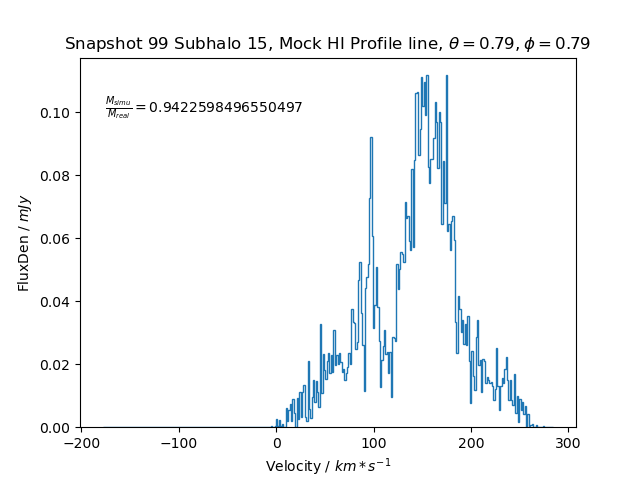 Snapshot 99 Subhalo 15, Mock HI Profile line, θ = 0.79, ϕ = 0.79
M_simu/M_real = 0.9422598496550497
FluxDen / mJy
0.10
0.08
0.06
0.04
0.02
0.00
−200 −100 0 100 200 300
Velocity / km * s⁻¹